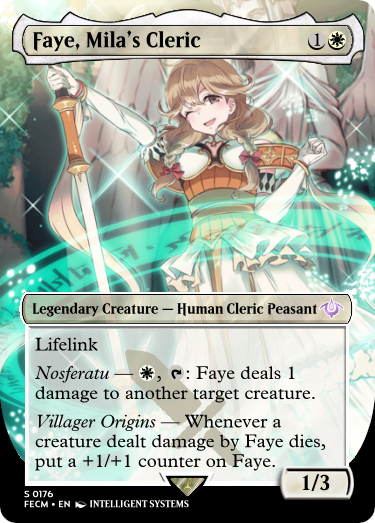 Faye, Mila's Cleric 1
Legendary Creature — Human Cleric Peasant
Lifelink
Nosferatu — , : Faye deals 1
damage to another target creature.
Villager Origins — Whenever a
creature dealt damage by Faye dies,
put a +1/+1 counter on Faye.
1/3
S 0176
FECM • EN INTELLIGENT SYSTEMS